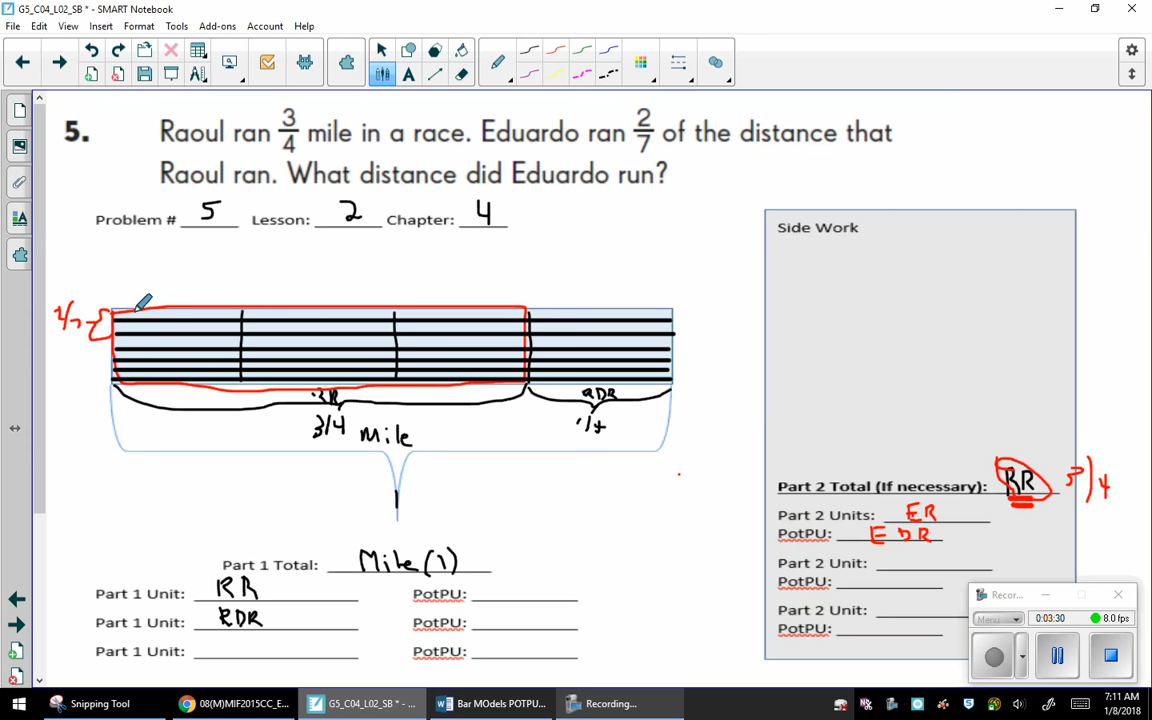 G5_C04_L02_SB * - SMART Notebook
File Edit View Insert Format Tools Add-ons Account Help
5. Raoul ran 3/4 mile in a race. Eduardo ran 2/7 of the distance that
Raoul ran. What distance did Eduardo run?
Problem # 5 Lesson: 2 Chapter: 4
Side Work
RR
RDR
3/4
Mile
1
Part 2 Total (If necessary): RR 3/4
Part 2 Units: ER
PotPU: EDR
Part 2 Unit:
PotPU:
Part 2 Unit:
PotPU:
Part 1 Total: Mile(1)
Part 1 Unit: RR PotPU:
Part 1 Unit: RDR PotPU:
Part 1 Unit: PotPU:
Recor...
Menu 0:03:30 8.0 fps
Snipping Tool 08(M)MIF2015CC_E... G5_C04_L02_SB * -... Bar MOdels POTPU... Recording...
7:11 AM
1/8/2018